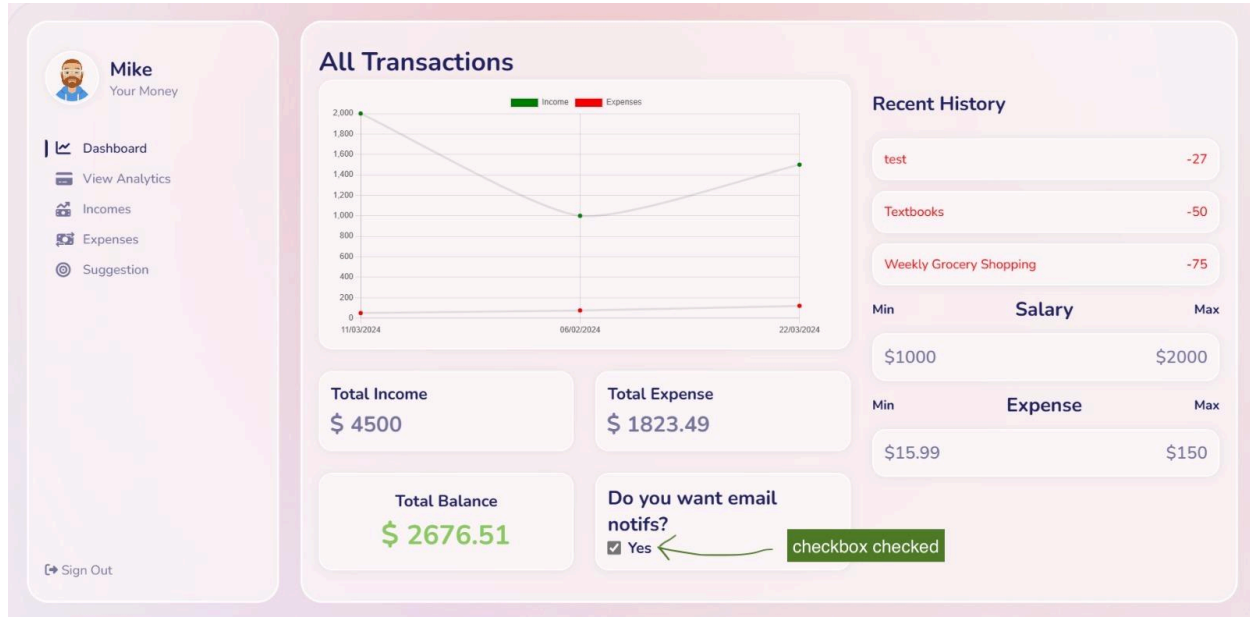 Mike
Your Money
Dashboard
View Analytics
Incomes
Expenses
Suggestion
Sign Out
All Transactions
Income Expenses
2,000
1,800
1,600
1,400
1,200
1,000
800
600
400
200
0
11/03/2024 06/02/2024 22/03/2024
Total Income
$ 4500
Total Expense
$ 1823.49
Total Balance
$ 2676.51
Do you want email
notifs?
Yes
checkbox checked
Recent History
test -27
Textbooks -50
Weekly Grocery Shopping -75
Min Salary Max
$1000 $2000
Min Expense Max
$15.99 $150